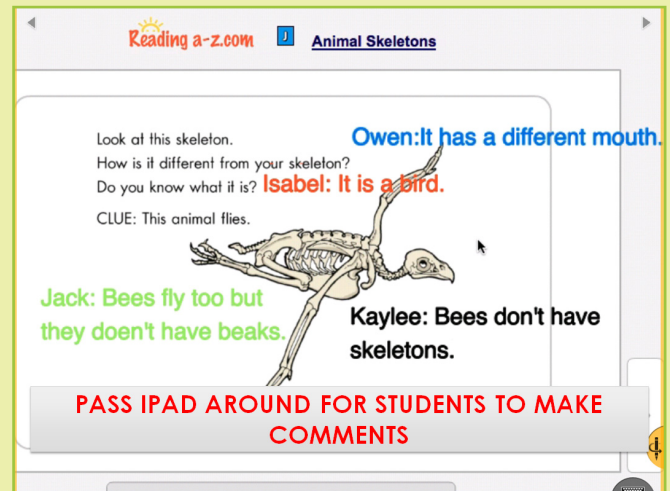 Reading a-z.com J Animal Skeletons
Look at this skeleton.
Owen:It has a different mouth.
How is it different from your skeleton?
Do you know what it is? Isabel: It is a bird.
CLUE: This animal flies.
Jack: Bees fly too but
they doen't have beaks.
Kaylee: Bees don't have
skeletons.
PASS IPAD AROUND FOR STUDENTS TO MAKE
COMMENTS